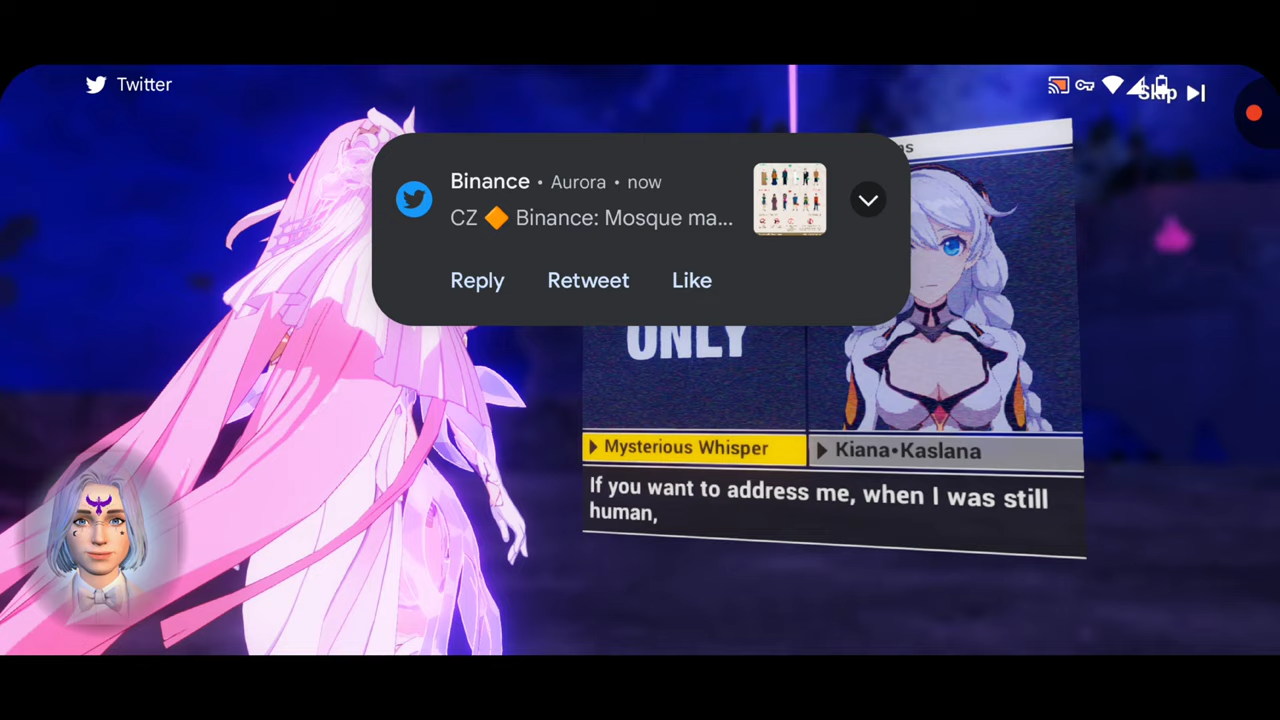 Twitter
Skip
Binance • Aurora • now
CZ 🔶 Binance: Mosque ma...
Reply Retweet Like
ONLY
Mysterious Whisper
Kiana•Kaslana
If you want to address me, when I was still
human,